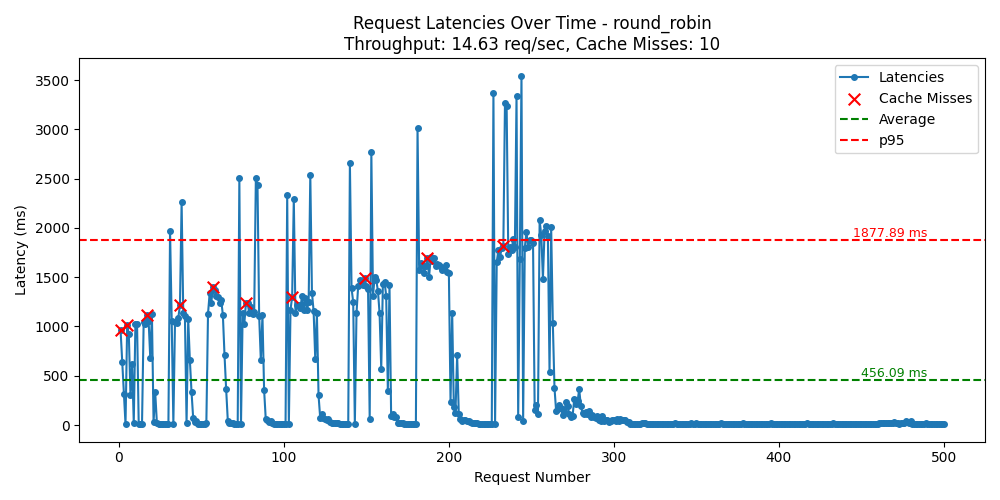 Request Latencies Over Time - round_robin
Throughput: 14.63 req/sec, Cache Misses: 10
Latency (ms)
3500
3000
2500
2000
1500
1000
500
0
Latencies
Cache Misses
Average
p95
1877.89 ms
456.09 ms
0
100
200
300
400
500
Request Number